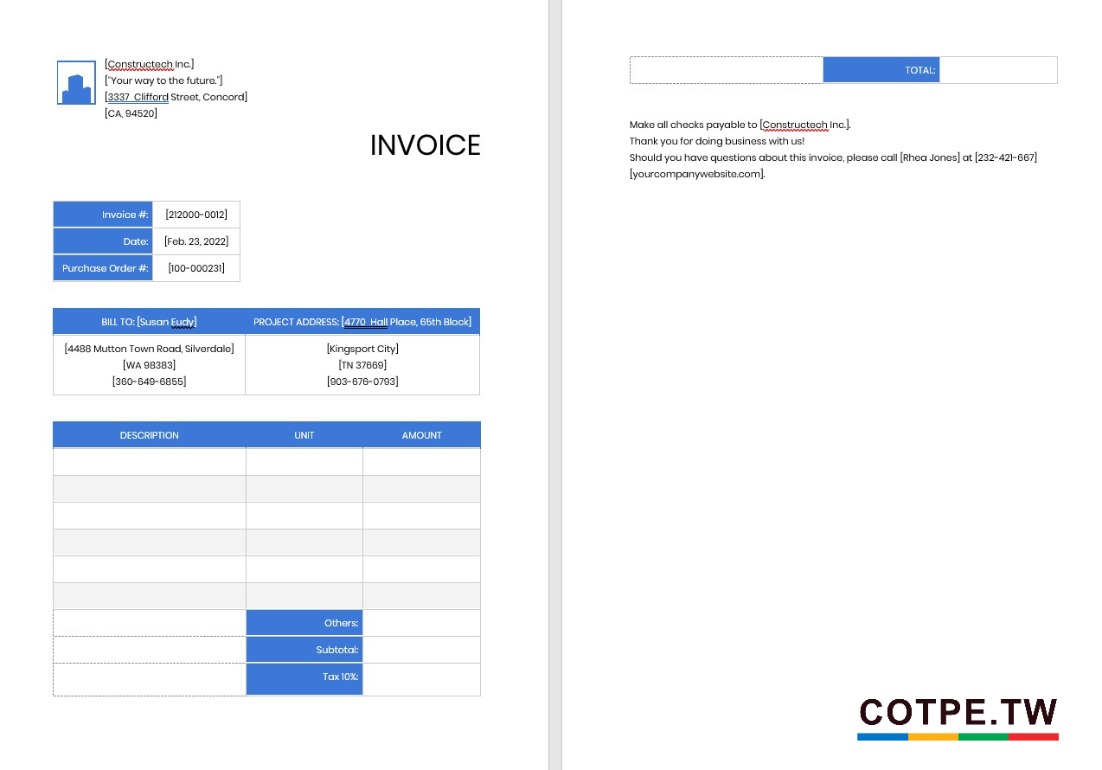 [Constructech Inc.]
["Your way to the future."]
[3337  Clifford Street, Concord]
[CA, 94520]
INVOICE
Invoice #: [212000-0012]
Date: [Feb. 23, 2022]
Purchase Order #: [100-000231]
BILL TO: [Susan Eudy] PROJECT ADDRESS: [4770  Hall Place, 65th Block]
[4488 Mutton Town Road, Silverdale] [Kingsport City]
[WA 98383] [TN 37669]
[360-649-6855] [903-676-0793]
DESCRIPTION UNIT AMOUNT
Others:
Subtotal:
Tax 10%:
TOTAL:
Make all checks payable to [Constructech Inc.].
Thank you for doing business with us!
Should you have questions about this invoice, please call [Rhea Jones] at [232-421-667]
[yourcompanywebsite.com].
COTPE.TW